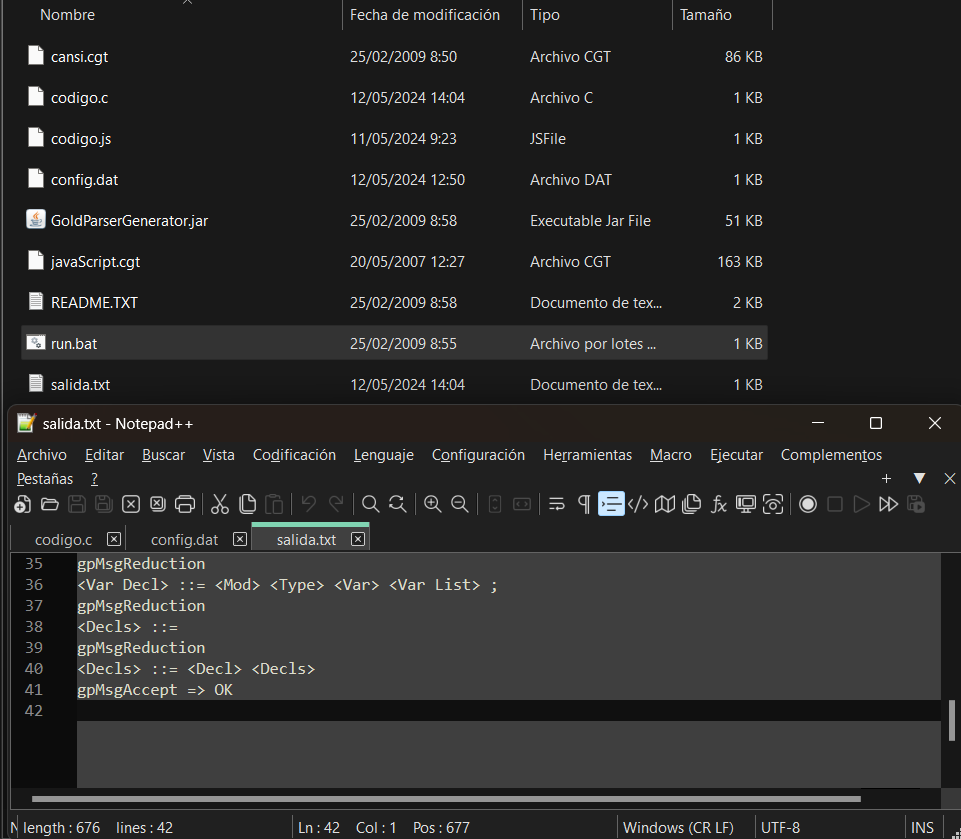 Nombre Fecha de modificación Tipo Tamaño
cansi.cgt 25/02/2009 8:50 Archivo CGT 86 KB
codigo.c 12/05/2024 14:04 Archivo C 1 KB
codigo.js 11/05/2024 9:23 JSFile 1 KB
config.dat 12/05/2024 12:50 Archivo DAT 1 KB
GoldParserGenerator.jar 25/02/2009 8:58 Executable Jar File 51 KB
javaScript.cgt 20/05/2007 12:27 Archivo CGT 163 KB
README.TXT 25/02/2009 8:58 Documento de tex... 2 KB
run.bat 25/02/2009 8:55 Archivo por lotes ... 1 KB
salida.txt 12/05/2024 14:04 Documento de tex... 1 KB
salida.txt - Notepad++
Archivo Editar Buscar Vista Codificación Lenguaje Configuración Herramientas Macro Ejecutar Complementos
Pestañas ?
codigo.c config.dat salida.txt
35 gpMsgReduction
36 <Var Decl> ::= <Mod> <Type> <Var> <Var List> ;
37 gpMsgReduction
38 <Decls> ::=
39 gpMsgReduction
40 <Decls> ::= <Decl> <Decls>
41 gpMsgAccept => OK
42
N length : 676 lines : 42 Ln : 42 Col : 1 Pos : 677 Windows (CR LF) UTF-8 INS